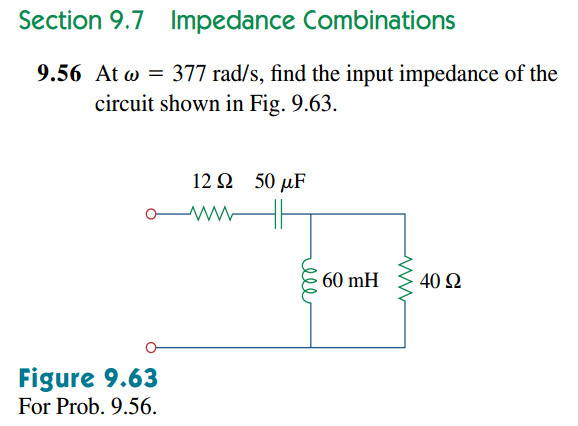 Section 9.7 Impedance Combinations
9.56 At ω = 377 rad/s, find the input impedance of the
circuit shown in Fig. 9.63.
12 Ω 50 μF
60 mH 40 Ω
Figure 9.63
For Prob. 9.56.